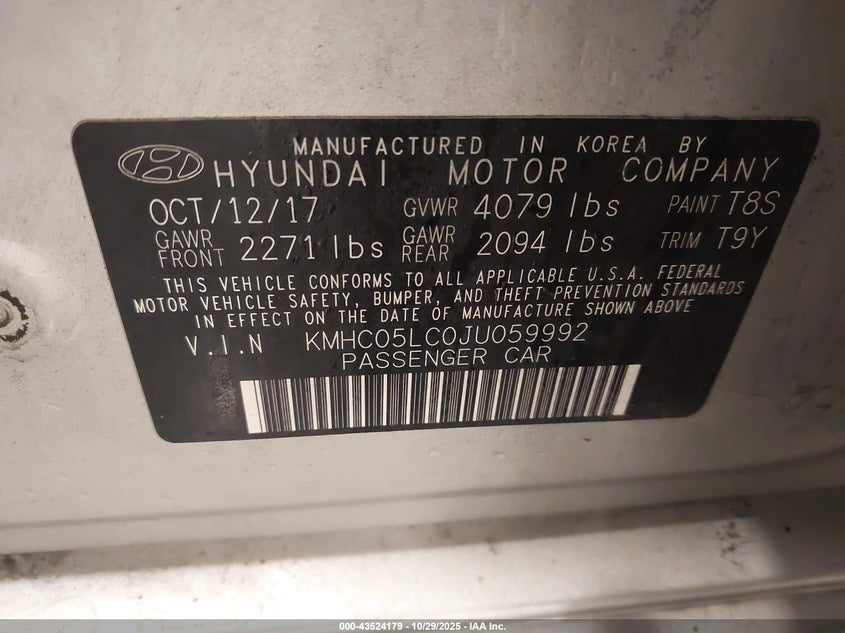 MANUFACTURED IN KOREA BY
HYUNDAI MOTOR COMPANY
OCT/12/17 GVWR 4079 lbs PAINT T8S
GAWR FRONT 2271 lbs GAWR REAR 2094 lbs TRIM T9Y
THIS VEHICLE CONFORMS TO ALL APPLICABLE U.S.A. FEDERAL
MOTOR VEHICLE SAFETY, BUMPER, AND THEFT PREVENTION STANDARDS
IN EFFECT ON THE DATE OF MANUFACTURE SHOWN ABOVE
V.I.N KMHC05LC0JU059992
PASSENGER CAR
000-43524179 - 10/29/2025 - IAA Inc.